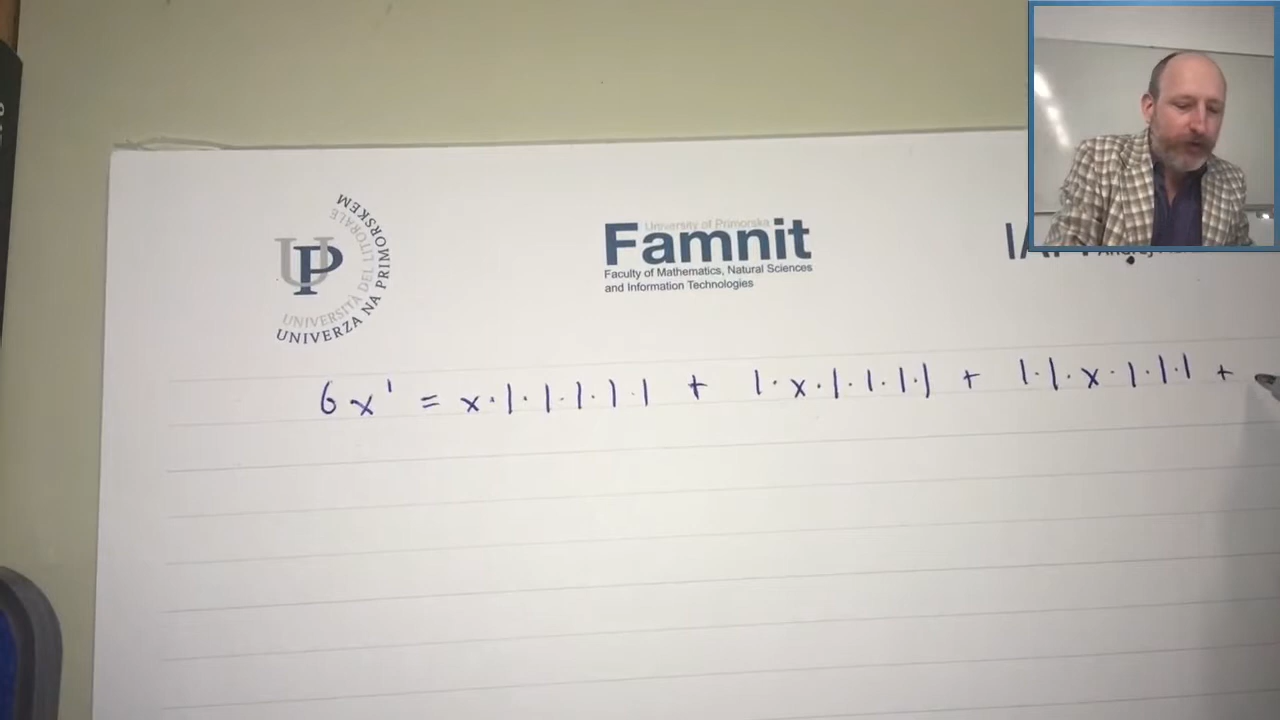 UNIVERZA NA PRIMORSKEM
UNIVERSITÀ DEL LITORALE
UP
University of Primorska
Famnit
Faculty of Mathematics, Natural Sciences
and Information Technologies
6x¹ = x·1·1·1·1·1 + 1·x·1·1·1·1 + 1·1·x·1·1·1 +